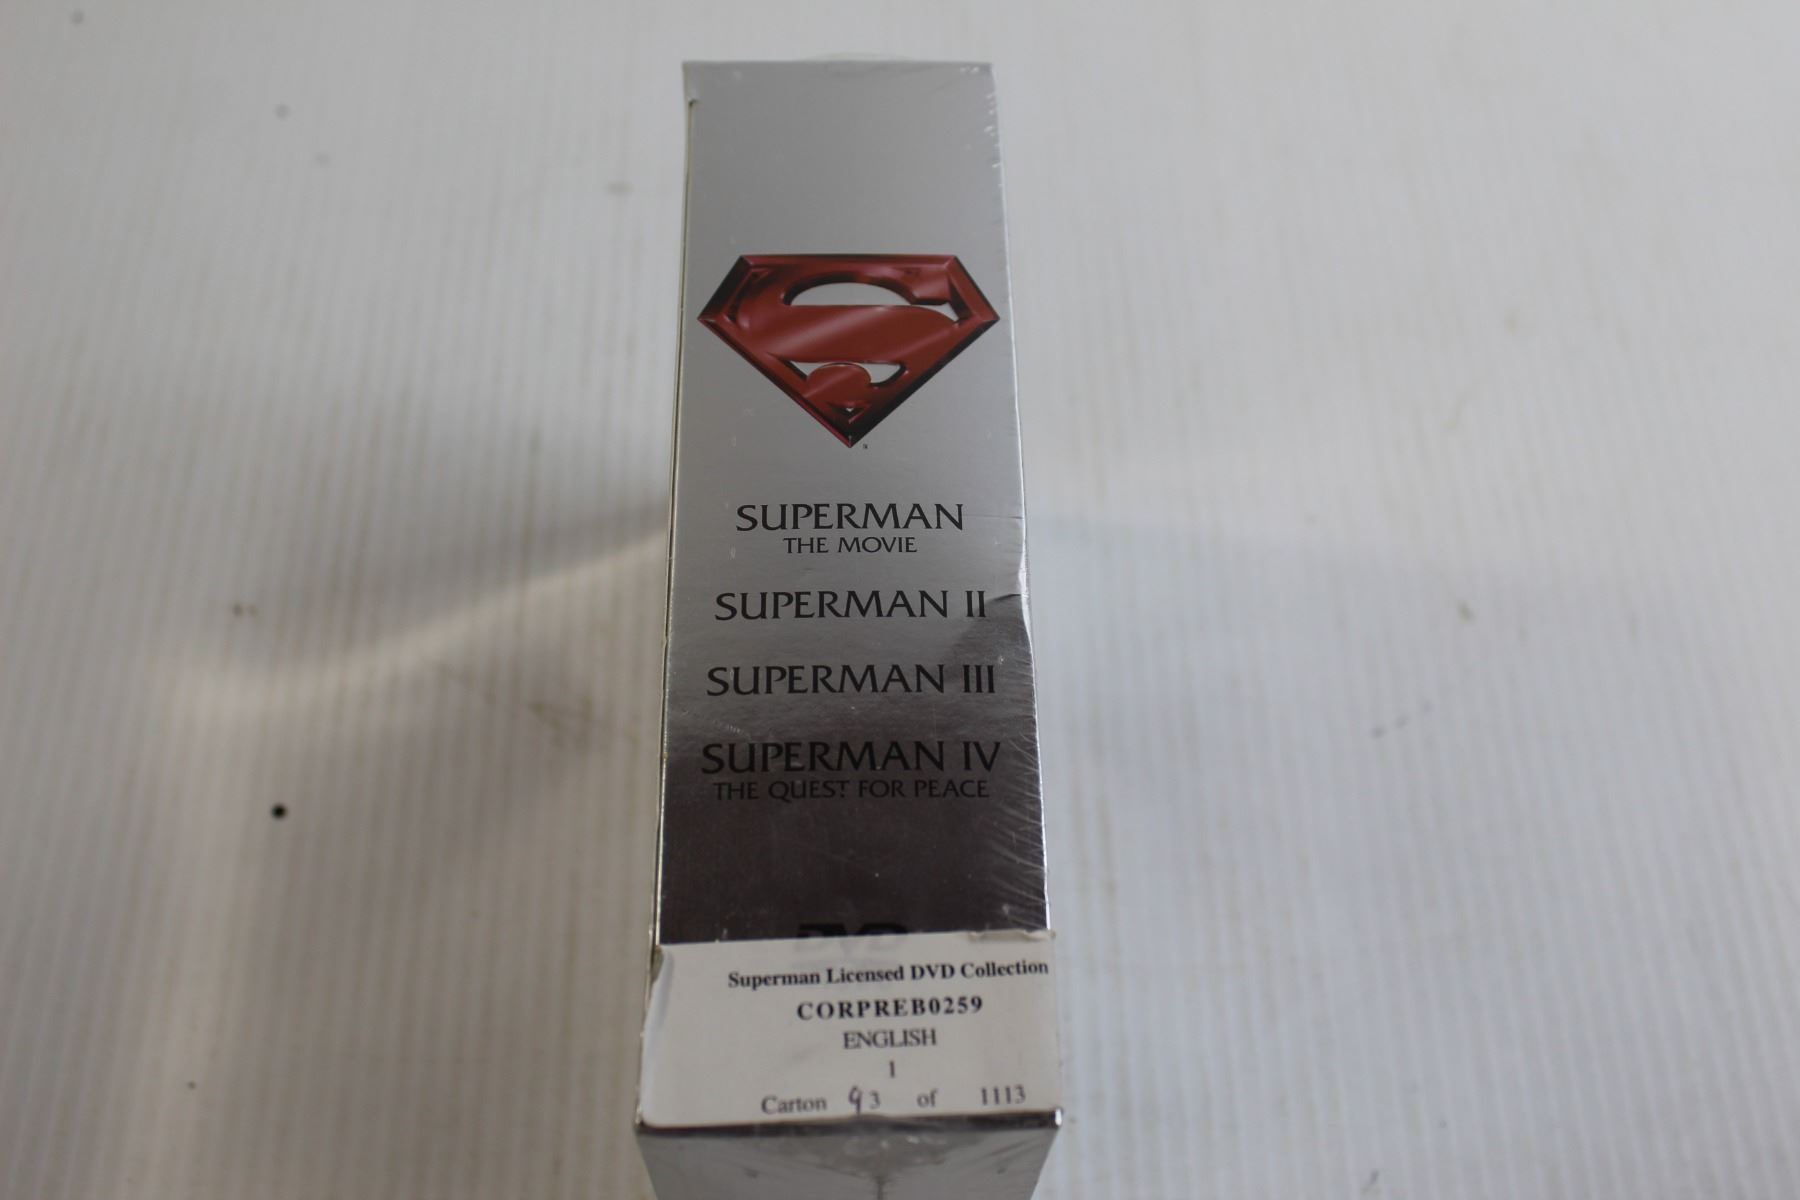 SUPERMAN
THE MOVIE
SUPERMAN II
SUPERMAN III
SUPERMAN IV
THE QUEST FOR PEACE
DVD
Superman Licensed DVD Collection
CORPREB0259
ENGLISH
1
Carton 93 of 1113